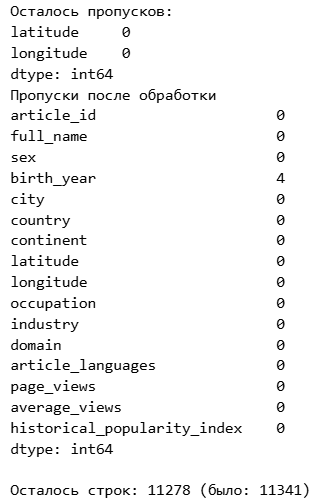 Осталось пропусков:
latitude     0
longitude    0
dtype: int64
Пропуски после обработки
article_id                     0
full_name                      0
sex                            0
birth_year                     4
city                           0
country                        0
continent                      0
latitude                       0
longitude                      0
occupation                     0
industry                       0
domain                         0
article_languages              0
page_views                     0
average_views                  0
historical_popularity_index    0
dtype: int64

Осталось строк: 11278 (было: 11341)